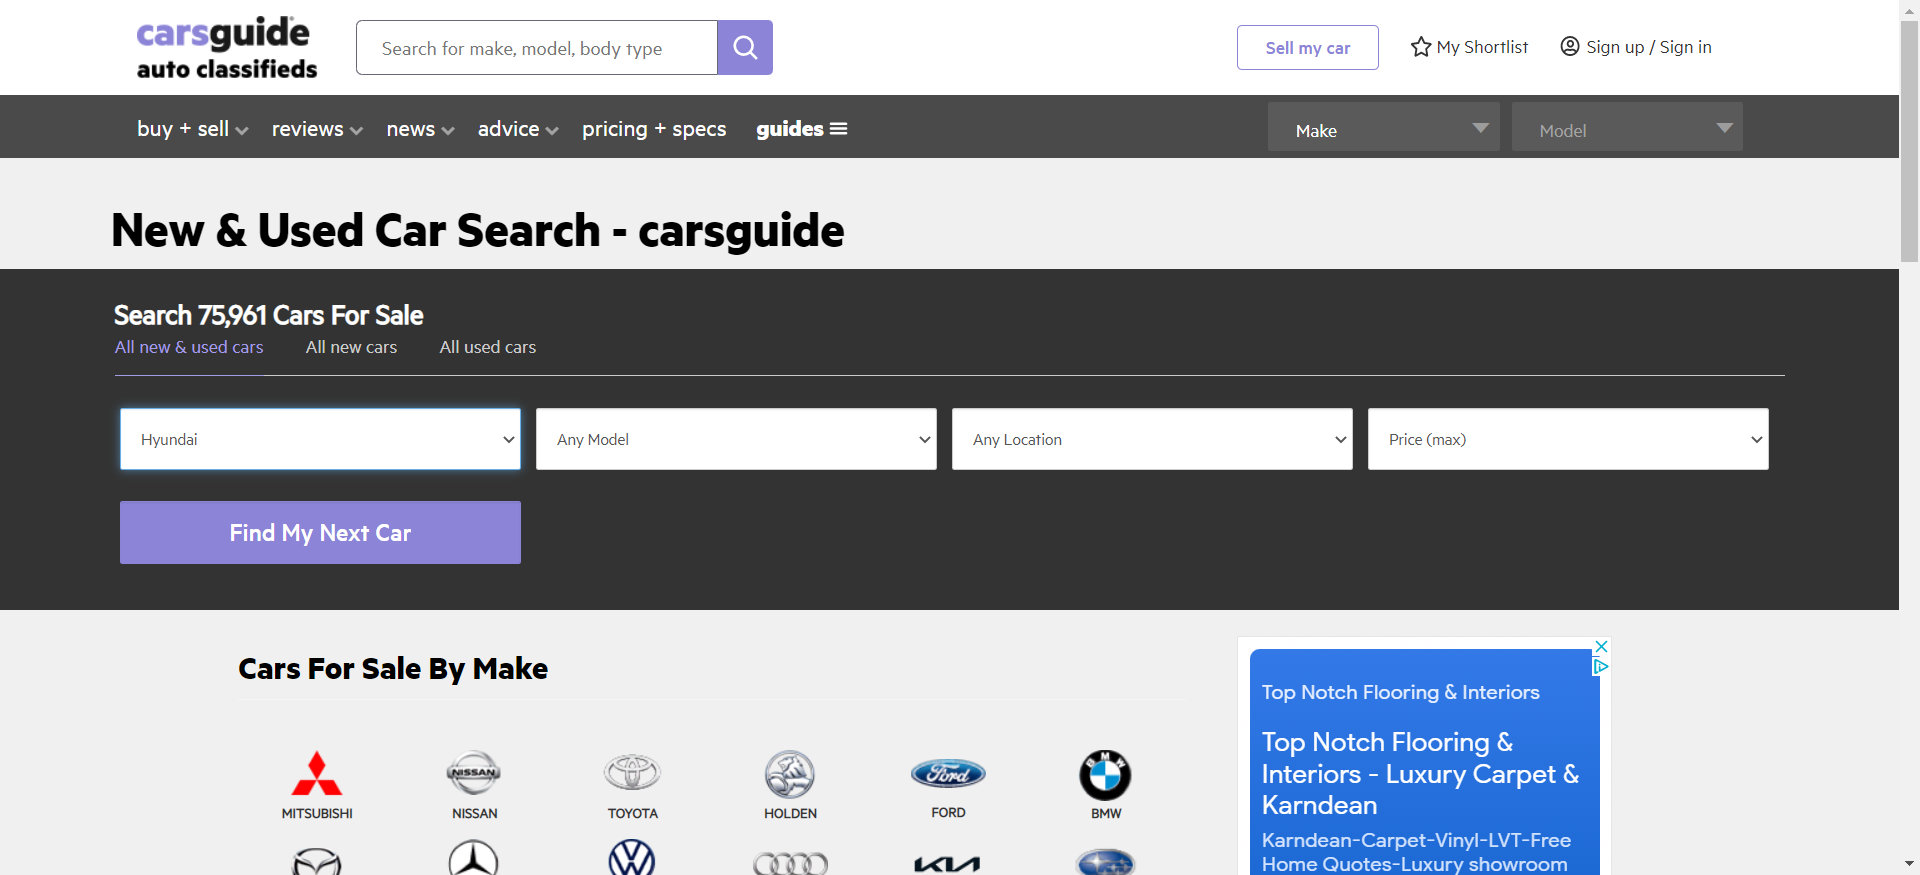 carsguide
auto classifieds
Search for make, model, body type
Sell my car
My Shortlist
Sign up / Sign in
buy + sell
reviews
news
advice
pricing + specs
guides
Make
Model
New & Used Car Search - carsguide
Search 75,961 Cars For Sale
All new & used cars
All new cars
All used cars
Hyundai
Any Model
Any Location
Price (max)
Find My Next Car
Cars For Sale By Make
NISSAN
Ford
BMW
MITSUBISHI
NISSAN
TOYOTA
HOLDEN
FORD
BMW
KIA
Top Notch Flooring & Interiors
Top Notch Flooring &
Interiors - Luxury Carpet &
Karndean
Karndean-Carpet-Vinyl-LVT-Free
Home Quotes-Luxury showroom